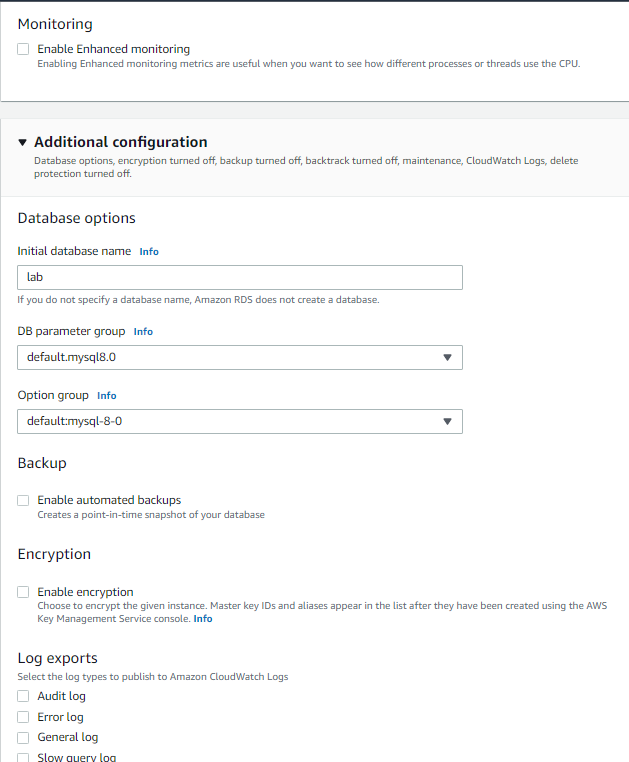 Monitoring
Enable Enhanced monitoring
Enabling Enhanced monitoring metrics are useful when you want to see how different processes or threads use the CPU.
Additional configuration
Database options, encryption turned off, backup turned off, backtrack turned off, maintenance, CloudWatch Logs, delete
protection turned off.
Database options
Initial database name Info
lab
If you do not specify a database name, Amazon RDS does not create a database.
DB parameter group Info
default.mysql8.0
Option group Info
default:mysql-8-0
Backup
Enable automated backups
Creates a point-in-time snapshot of your database
Encryption
Enable encryption
Choose to encrypt the given instance. Master key IDs and aliases appear in the list after they have been created using the AWS
Key Management Service console. Info
Log exports
Select the log types to publish to Amazon CloudWatch Logs
Audit log
Error log
General log
Slow query log